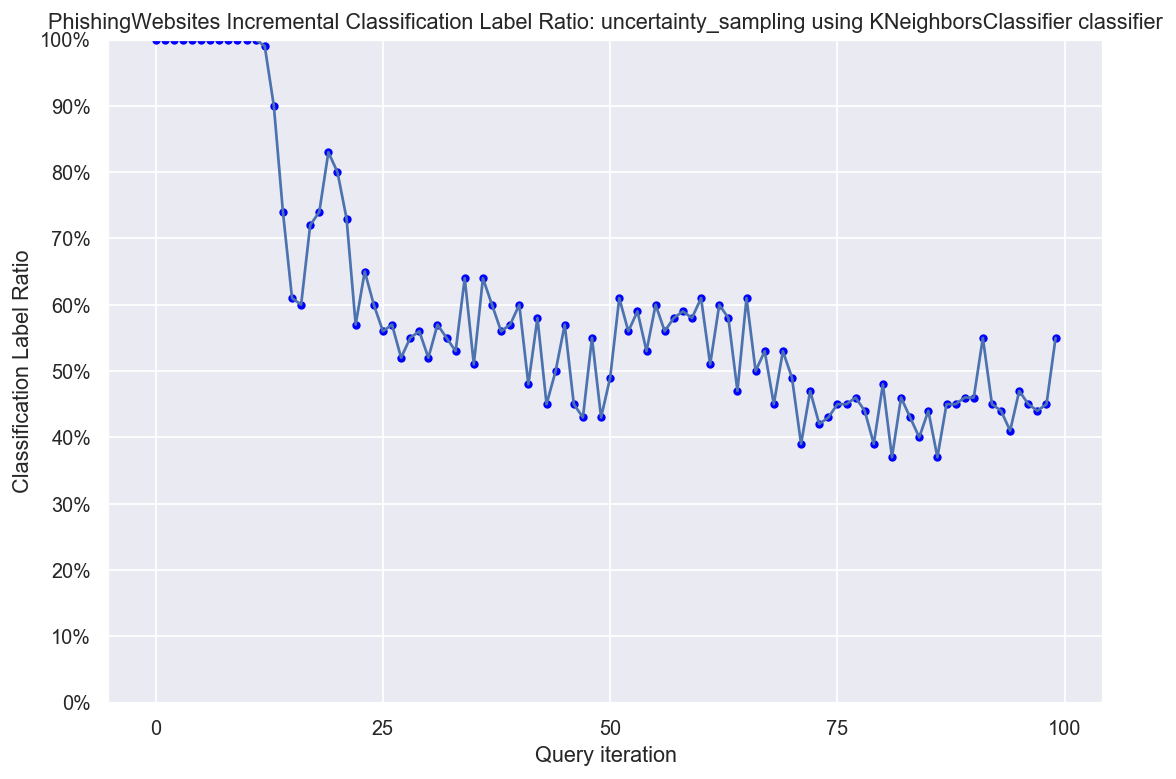 PhishingWebsites Incremental Classification Label Ratio: uncertainty_sampling using KNeighborsClassifier classifier
100%
90%
80%
70%
60%
50%
40%
30%
20%
10%
0%
Classification Label Ratio
0 25 50 75 100
Query iteration